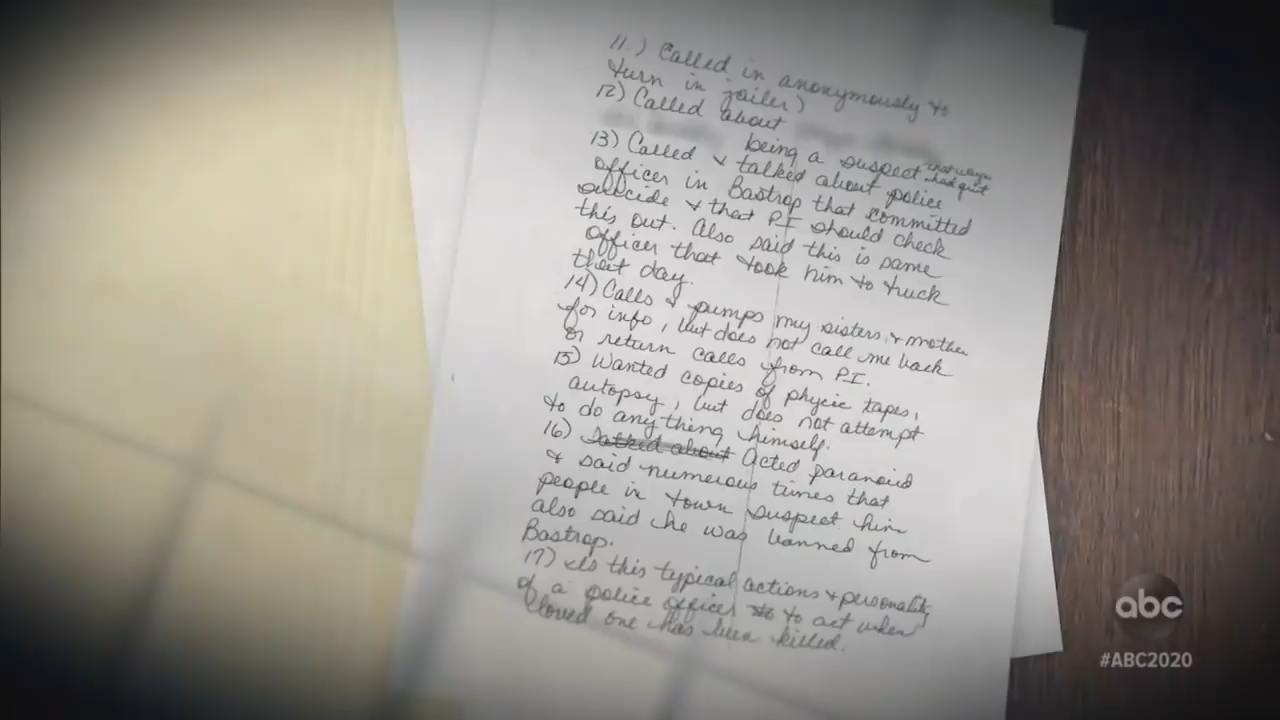 11.) Called in anonymously to
turn in jailer)
12) Called about
being a suspect that
had quit
13) Called & talked about police
officer in Bastrop that committed
suicide & that P.I should check
this out. Also said this is same
officer that took him to truck
that day.
14) Calls & pumps my sisters & mother
for info, but does not call me back
or return calls from P.I.
15) Wanted copies of phycic tapes,
autopsy, but does not attempt
to do anything himself.
16) Talked about Acted paranoid
& said numerous times that
people in town suspect him
also said he was banned from
Bastrop.
17) Is this typical actions & personality
of a police officer to to act when
loved one has been killed.
abc
#ABC2020